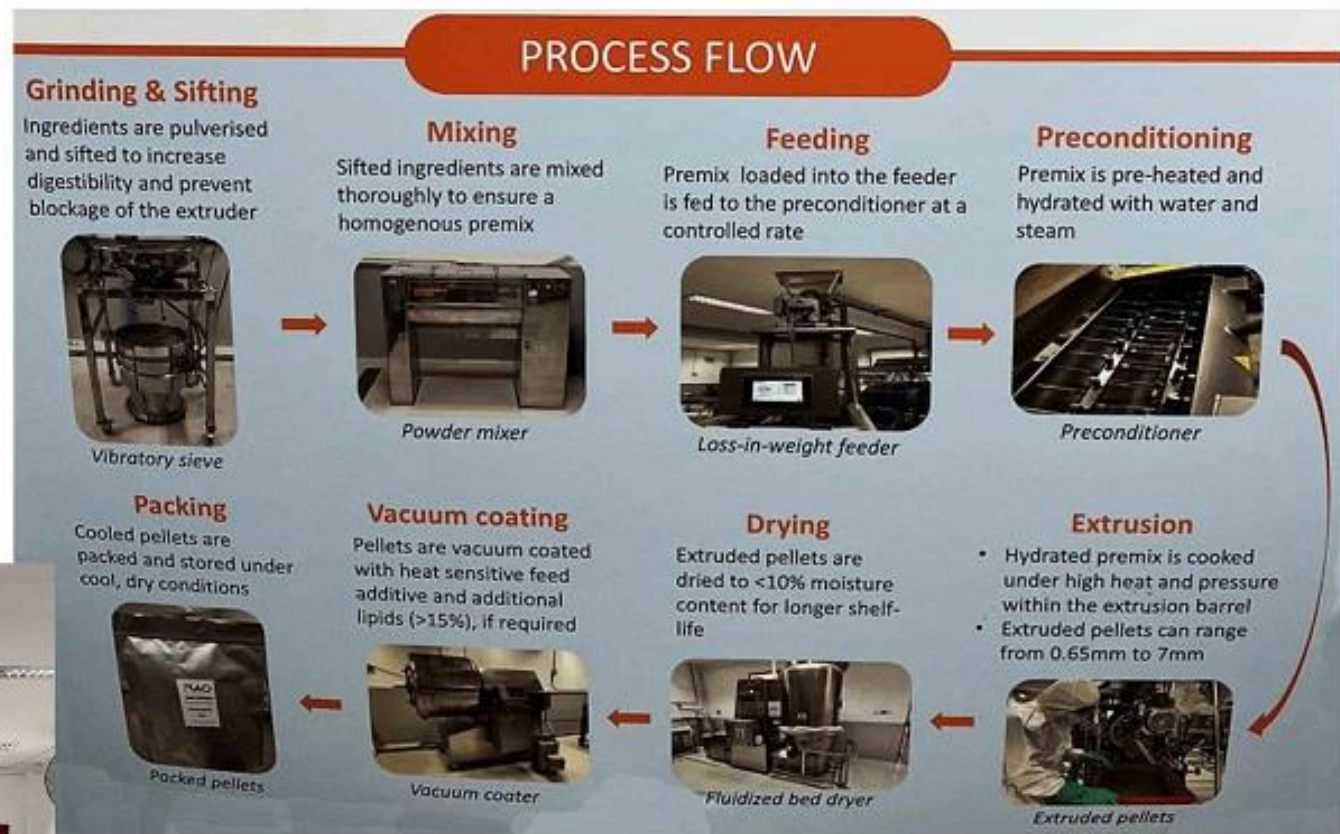 PROCESS FLOW
Grinding & Sifting
Ingredients are pulverised
and sifted to increase
digestibility and prevent
blockage of the extruder
Vibratory sieve
Mixing
Sifted ingredients are mixed
thoroughly to ensure a
homogenous premix
Powder mixer
Feeding
Premix loaded into the feeder
is fed to the preconditioner at a
controlled rate
Loss-in-weight feeder
Preconditioning
Premix is pre-heated and
hydrated with water and
steam
Preconditioner
Extrusion
• Hydrated premix is cooked
under high heat and pressure
within the extrusion barrel
• Extruded pellets can range
from 0.65mm to 7mm
Extruded pellets
Drying
Extruded pellets are
dried to <10% moisture
content for longer shelf-
life
Fluidized bed dryer
Vacuum coating
Pellets are vacuum coated
with heat sensitive feed
additive and additional
lipids (>15%), if required
Vacuum coater
Packing
Cooled pellets are
packed and stored under
cool, dry conditions
Packed pellets